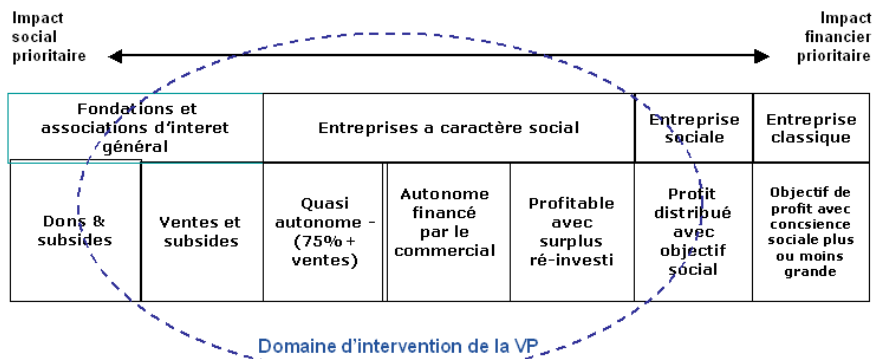 Impact
social
prioritaire
Impact
financier
prioritaire
Fondations et
associations d'interet
général
Entreprises a caractère social
Entreprise
sociale
Entreprise
classique
Dons &
subsides
Ventes et
subsides
Quasi
autonome -
(75% +
ventes)
Autonome
financé
par le
commercial
Profitable
avec
surplus
ré-investi
Profit
distribué
avec
objectif
social
Objectif de
profit avec
concsience
sociale plus
ou moins
grande
Domaine d'intervention de la VP